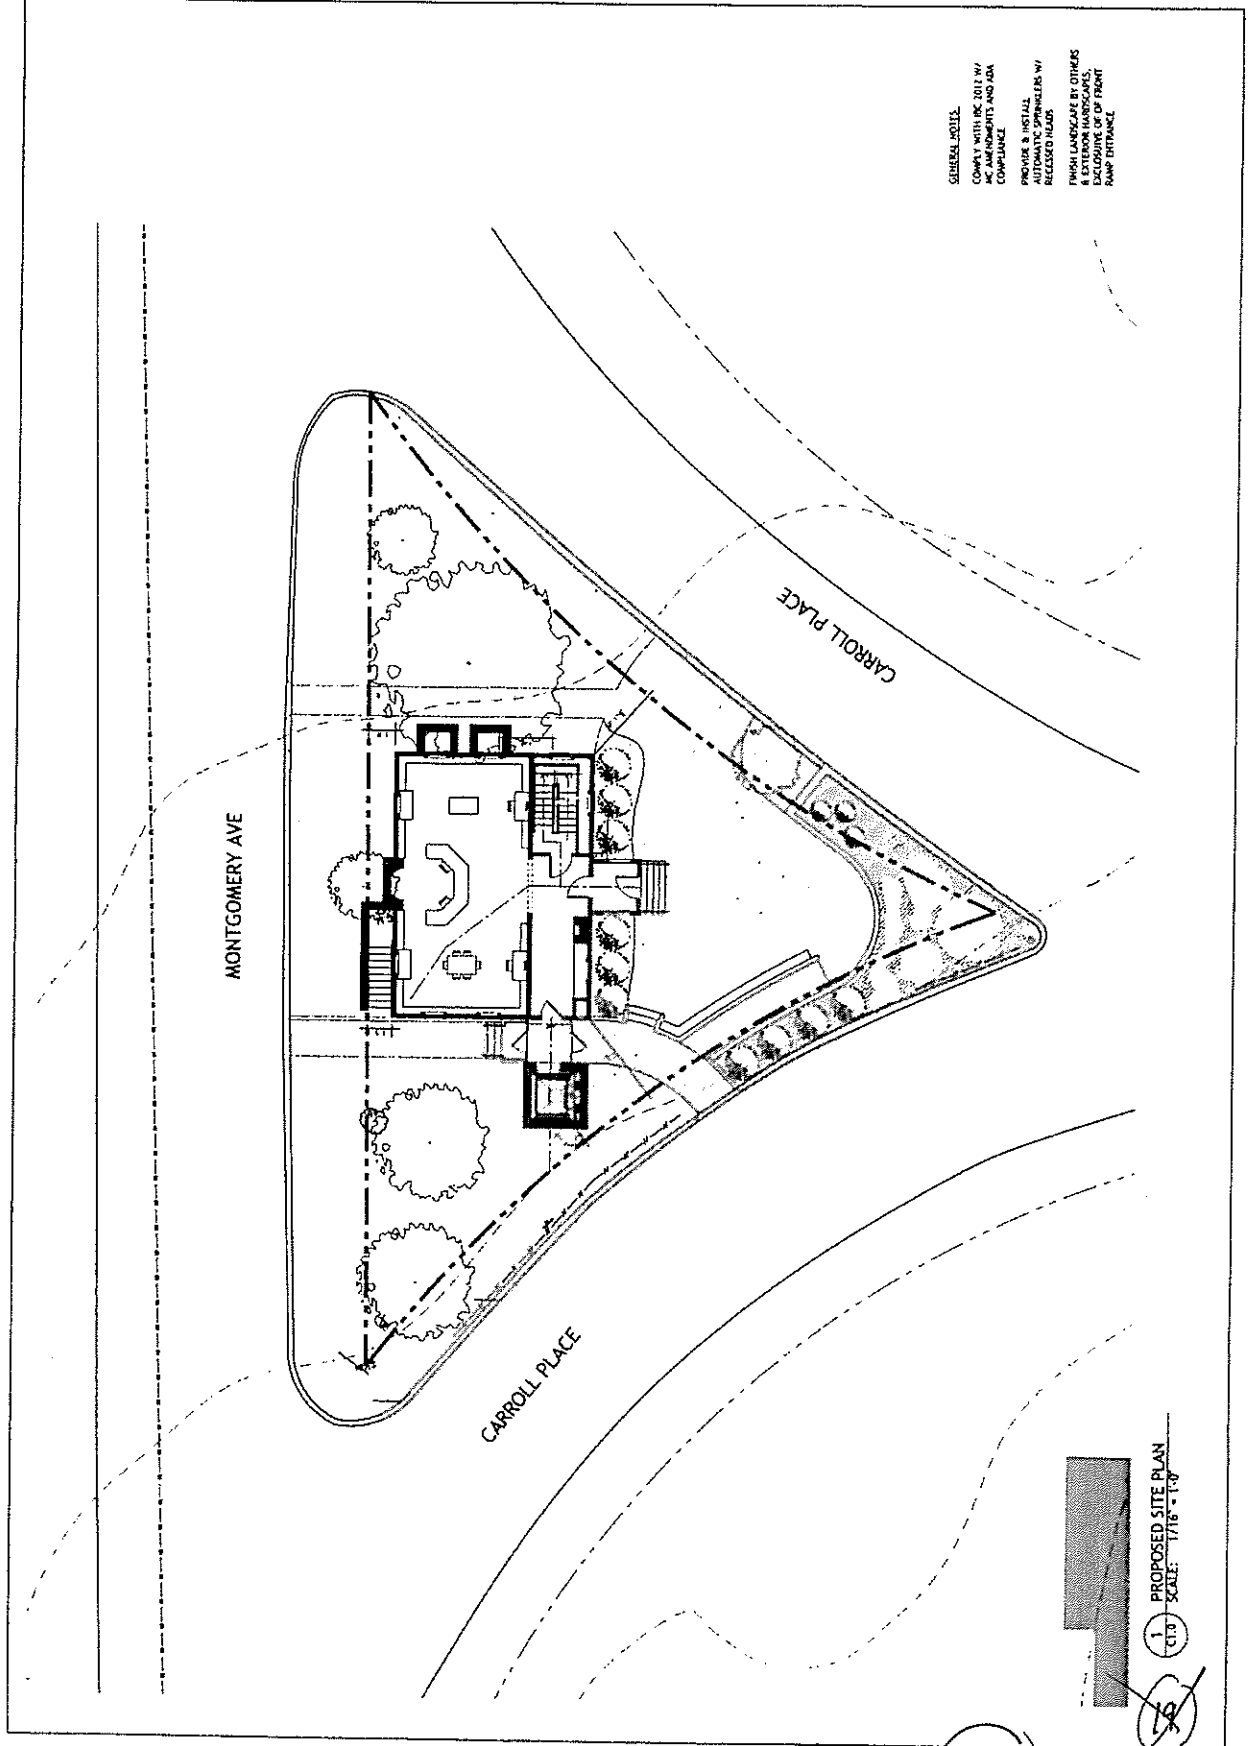 GENERAL NOTES
COMPLY WITH IBC 2012 W/
MC AMENDMENTS AND ADA
COMPLIANCE
PROVIDE & INSTALL
AUTOMATIC SPRINKLERS W/
RECESSED HEADS
FINISH LANDSCAPE BY OTHERS
& EXTERIOR HARDSCAPES,
EXCLOSUIVE OF OF FRONT
RAMP ENTRANCE
MONTGOMERY AVE
CARROLL PLACE
CARROLL PLACE
1
C1.0
PROPOSED SITE PLAN
SCALE: 1/16" = 1'-0"
19